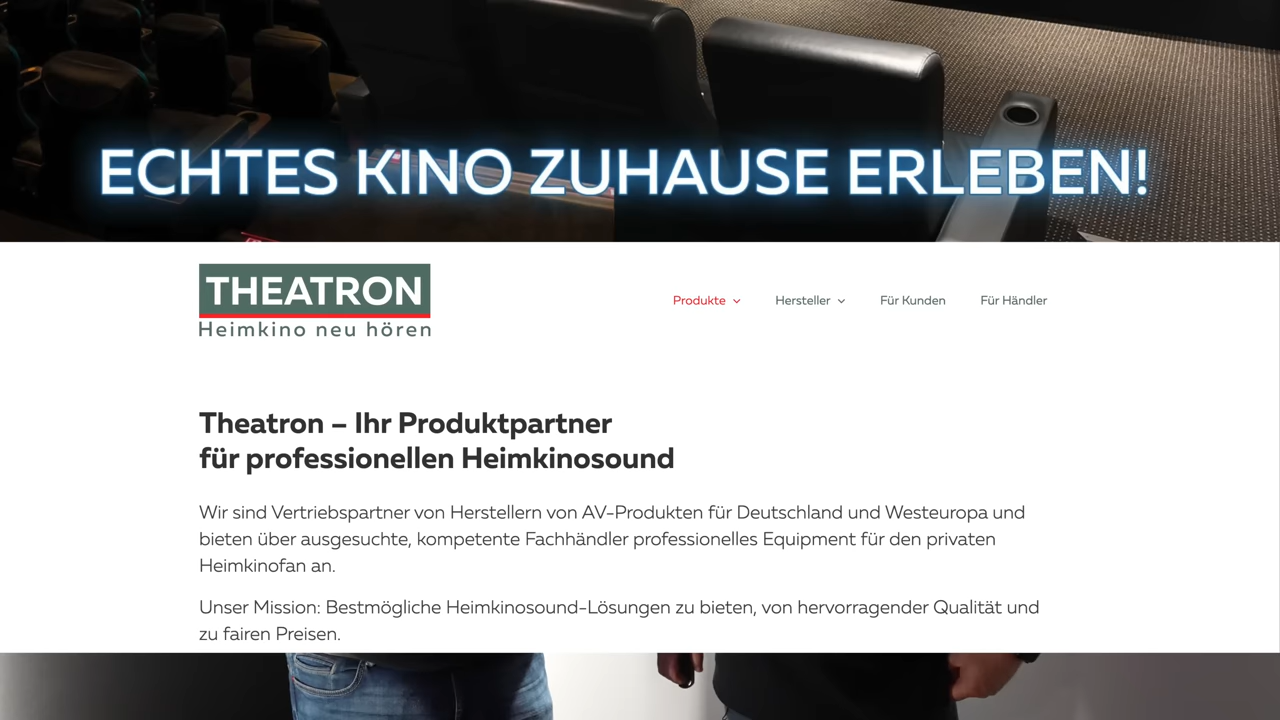 ECHTES KINO ZUHAUSE ERLEBEN!
THEATRON
Heimkino neu hören
Produkte
Hersteller
Für Kunden
Für Händler
Theatron – Ihr Produktpartner
für professionellen Heimkinosound
Wir sind Vertriebspartner von Herstellern von AV-Produkten für Deutschland und Westeuropa und
bieten über ausgesuchte, kompetente Fachhändler professionelles Equipment für den privaten
Heimkinofan an.
Unser Mission: Bestmögliche Heimkinosound-Lösungen zu bieten, von hervorragender Qualität und
zu fairen Preisen.